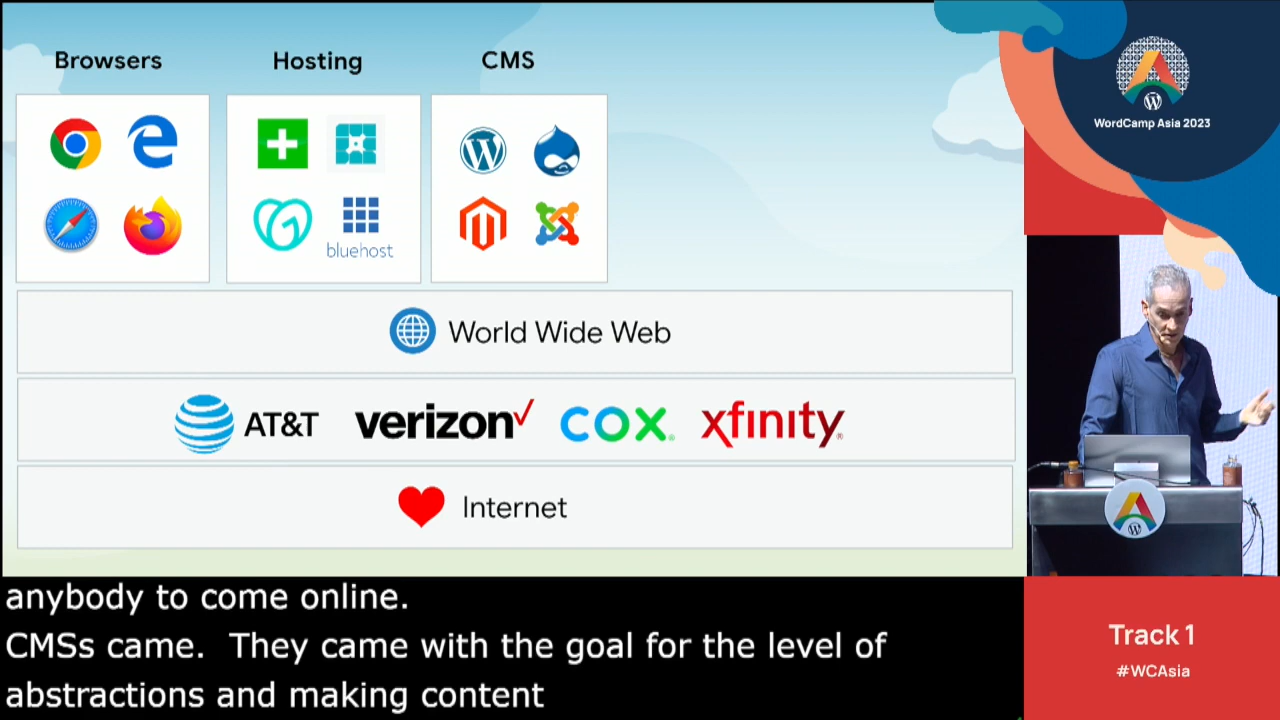 Browsers
Hosting
CMS
bluehost
World Wide Web
AT&T
verizon✓
COX®
xfinity®
Internet
WordCamp Asia 2023
anybody to come online.
CMSs came.  They came with the goal for the level of
abstractions and making content
Track 1
#WCAsia